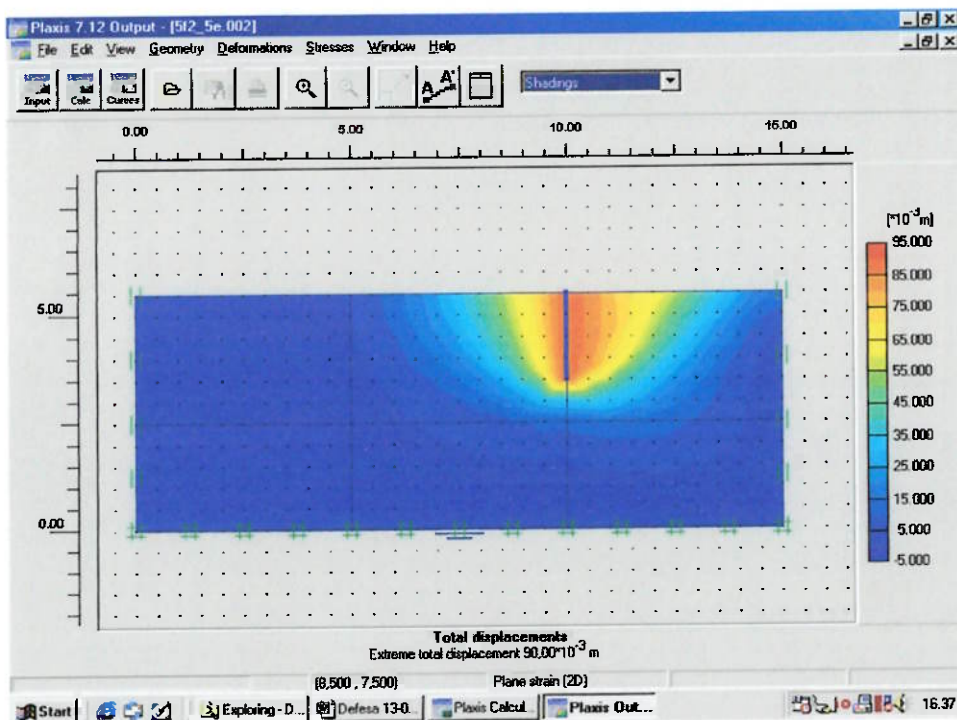 Plaxis 7.12 Output - [5f2_5e.002]
File Edit View Geometry Deformations Stresses Window Help
Input Calc Curves A A' Shadings
0.00 5.00 10.00 15.00
[*10⁻³m]
95.000
85.000
75.000
65.000
55.000
45.000
35.000
25.000
15.000
5.000
-5.000
5.00
0.00
Total displacements
Extreme total displacement 90,00*10⁻³ m
(8,500 , 7,500) Plane strain (2D)
Start Exploring - D... Defesa 13-0... Plaxis Calcul... Plaxis Out... 16.37